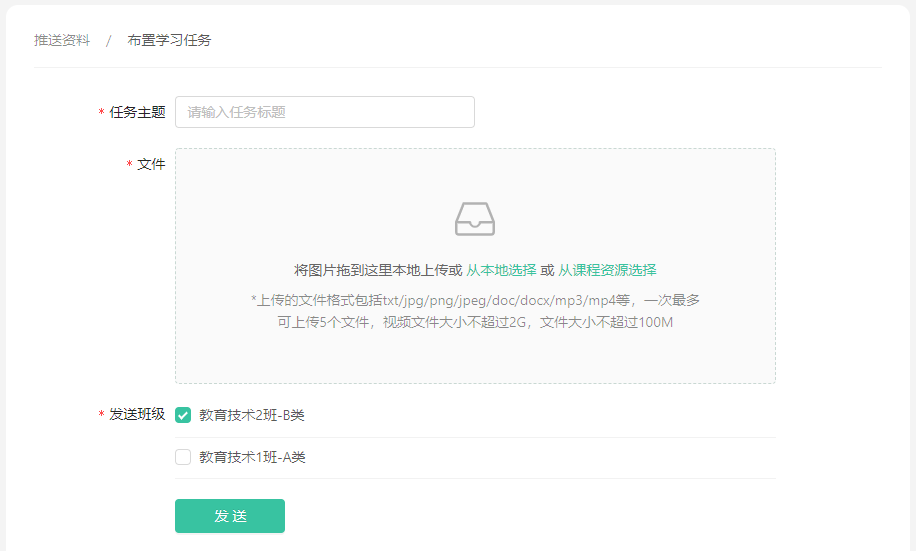 推送资料 / 布置学习任务
* 任务主题 请输入任务标题
* 文件
将图片拖到这里本地上传或 从本地选择 或 从课程资源选择
*上传的文件格式包括txt/jpg/png/jpeg/doc/docx/mp3/mp4等，一次最多
可上传5个文件，视频文件大小不超过2G，文件大小不超过100M
* 发送班级 教育技术2班-B类
教育技术1班-A类
发 送